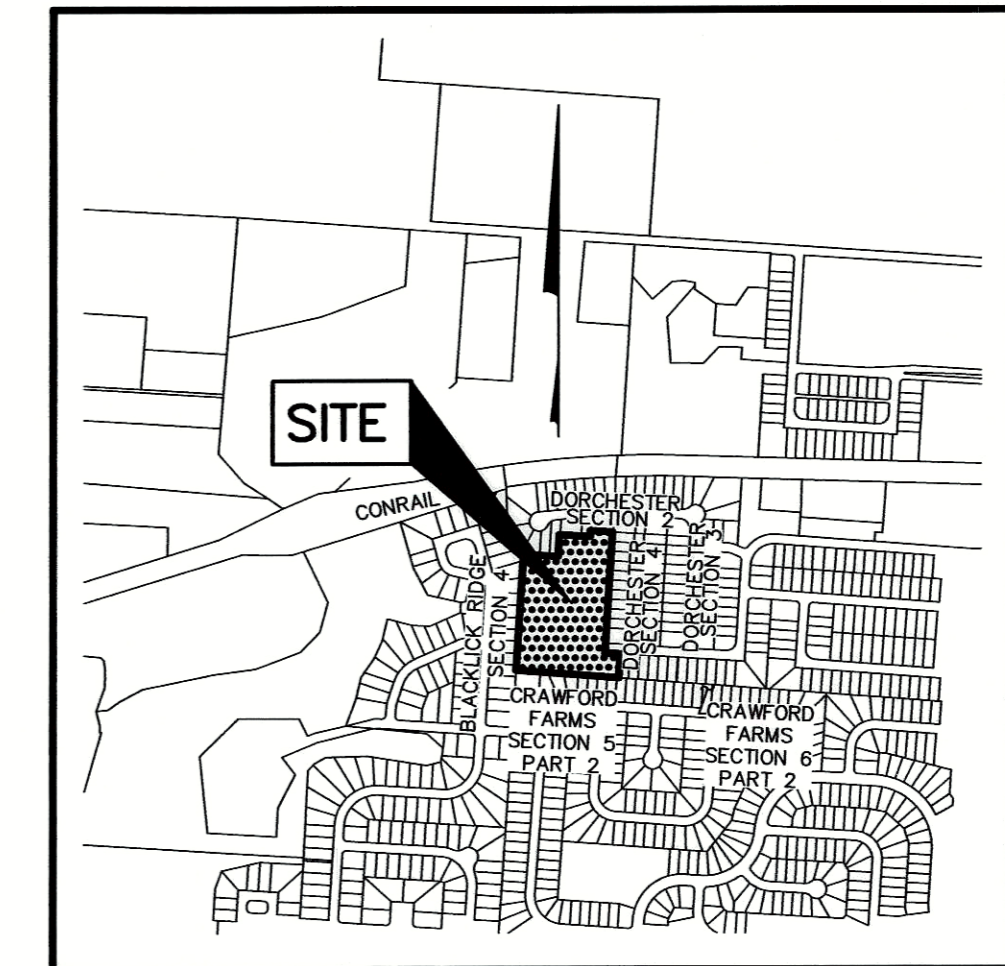 SITE
CONRAIL
DORCHESTER
SECTION 2
DORCHESTER
SECTION 4
DORCHESTER
SECTION 3
BLACKLICK RIDGE
SECTION 4
CRAWFORD
FARMS
SECTION 5
PART 2
CRAWFORD
FARMS
SECTION 6
PART 2